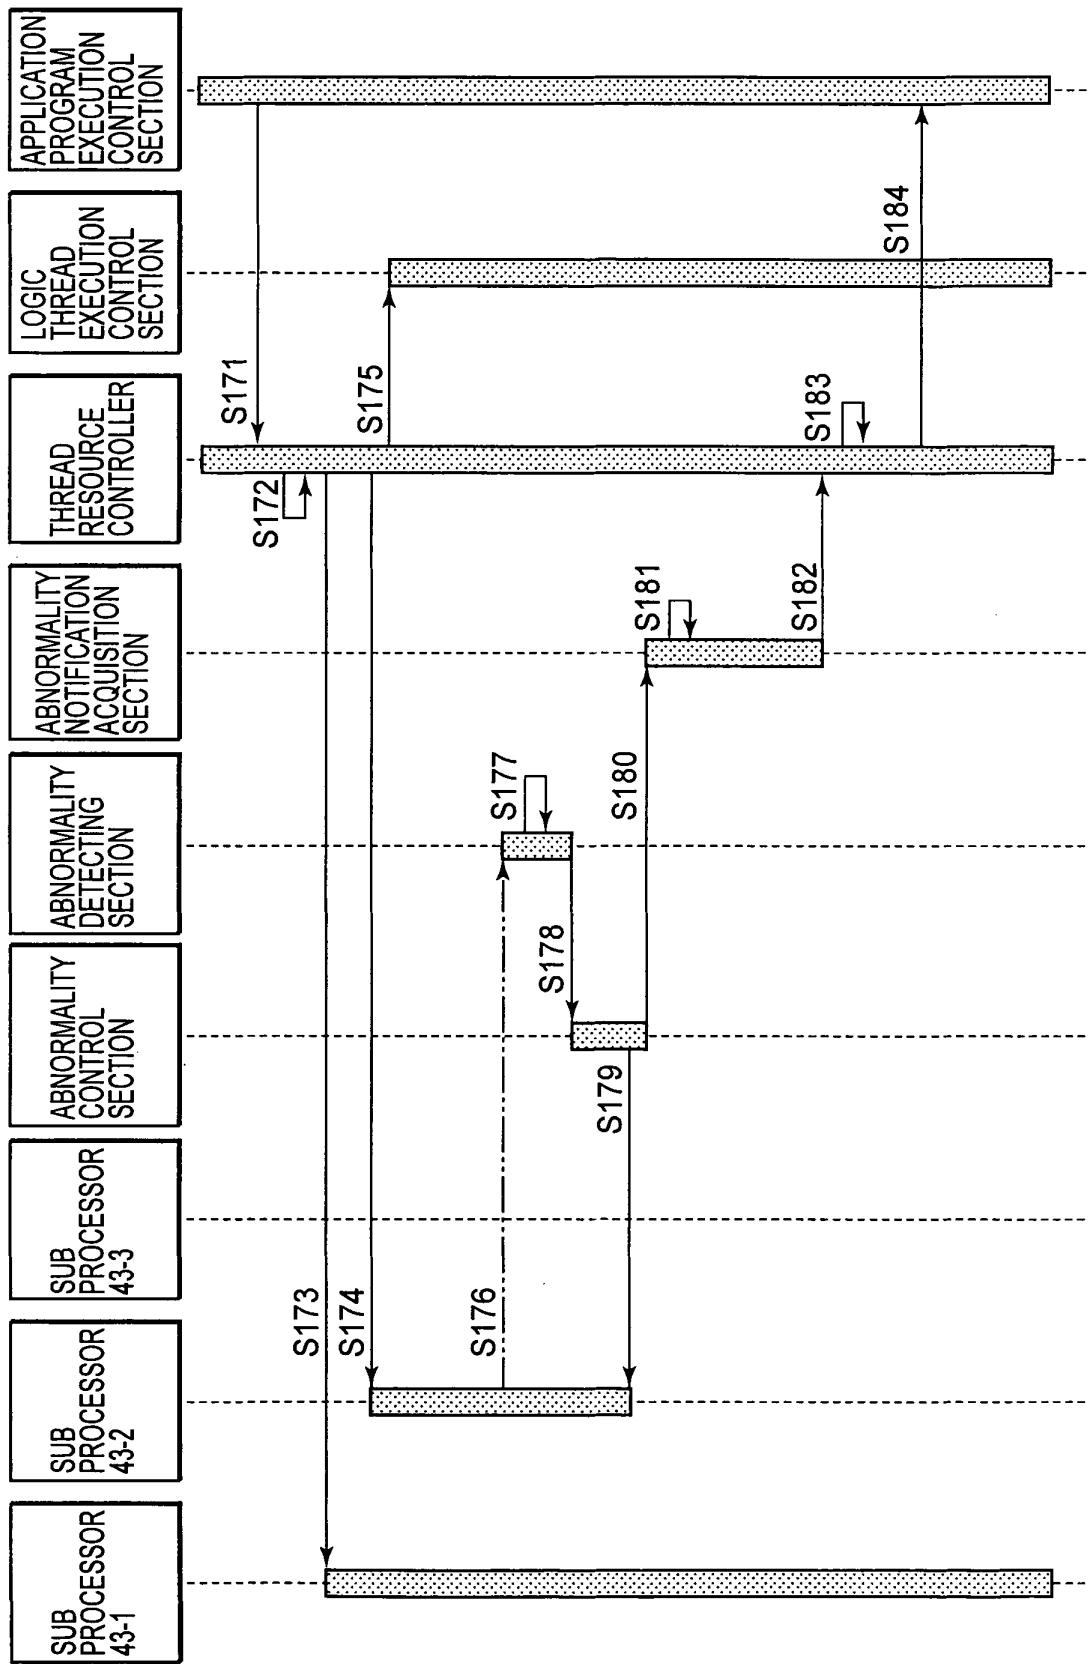 SUB
PROCESSOR
43-1
SUB
PROCESSOR
43-2
SUB
PROCESSOR
43-3
ABNORMALITY
CONTROL
SECTION
ABNORMALITY
DETECTING
SECTION
ABNORMALITY
NOTIFICATION
ACQUISITION
SECTION
THREAD
RESOURCE
CONTROLLER
LOGIC
THREAD
EXECUTION
CONTROL
SECTION
APPLICATION
PROGRAM
EXECUTION
CONTROL
SECTION
S171
S172
S173
S174
S175
S176
S177
S178
S179
S180
S181
S182
S183
S184